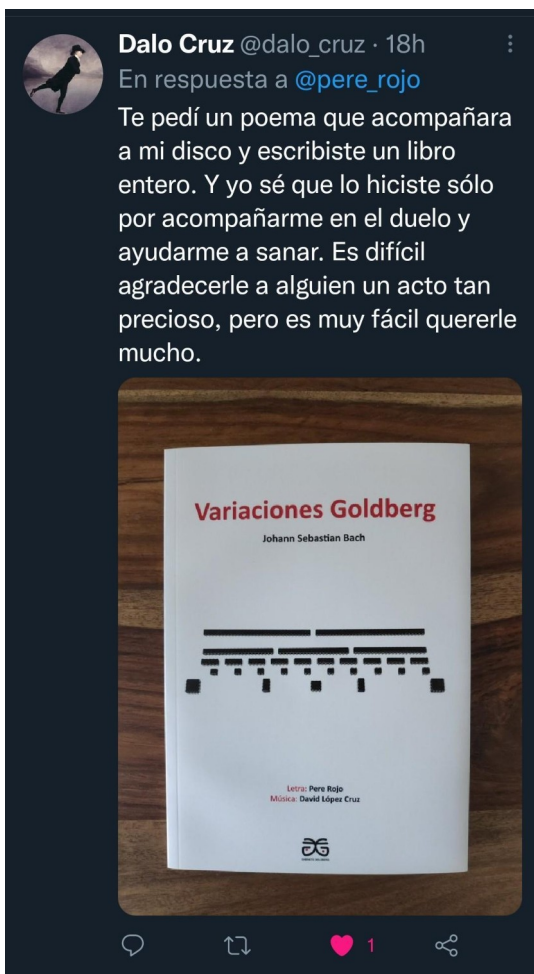 Dalo Cruz @dalo_cruz · 18h
En respuesta a @pere_rojo
Te pedí un poema que acompañara
a mi disco y escribiste un libro
entero. Y yo sé que lo hiciste sólo
por acompañarme en el duelo y
ayudarme a sanar. Es difícil
agradecerle a alguien un acto tan
precioso, pero es muy fácil quererle
mucho.
Variaciones Goldberg
Johann Sebastian Bach
Letra: Pere Rojo
Música: David López Cruz
1